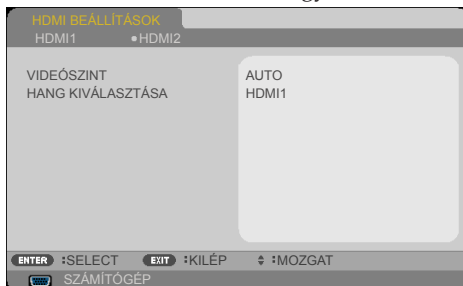 HDMI BEÁLLÍTÁSOK
HDMI1 •HDMI2
VIDEÓSZINT AUTO
HANG KIVÁLASZTÁSA HDMI1
ENTER :SELECT EXIT :KILÉP :MOZGAT
SZÁMÍTÓGÉP